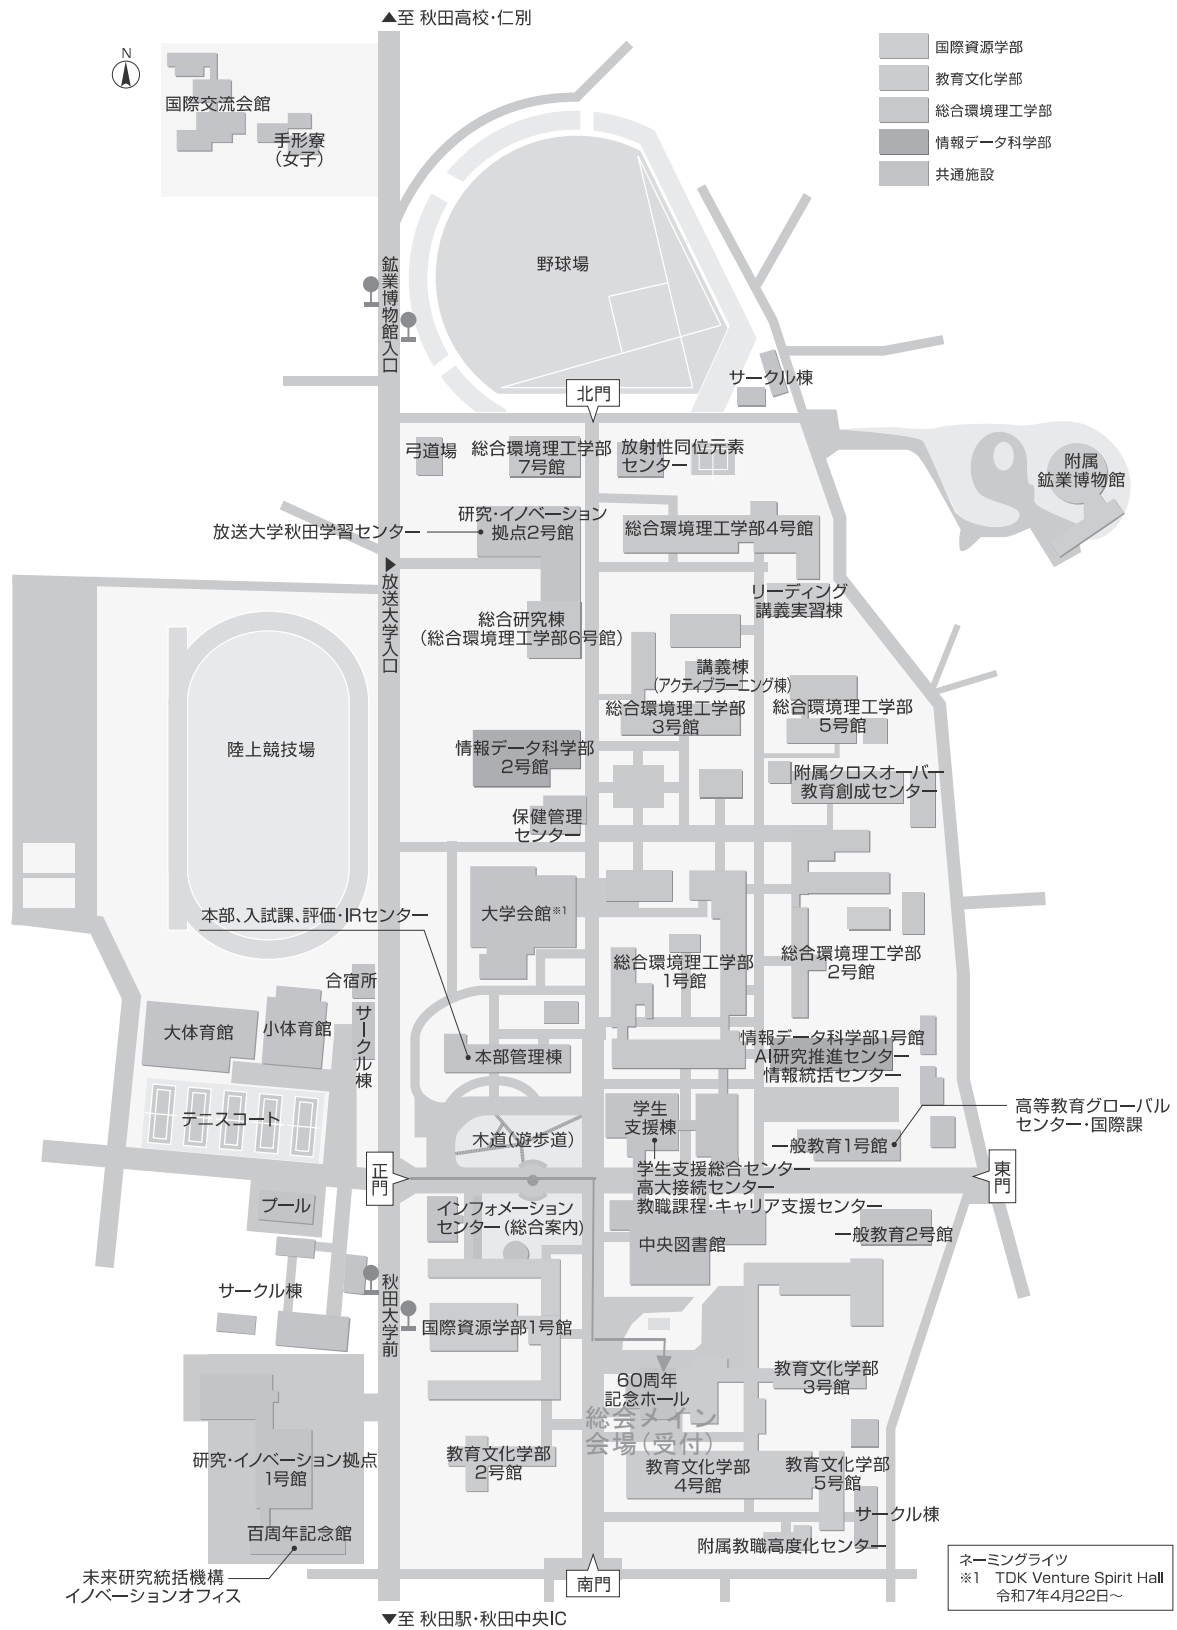 ▲至 秋田高校・仁別
N
国際交流会館
手形寮
(女子)
国際資源学部
教育文化学部
総合環境理工学部
情報データ科学部
共通施設
鉱業博物館入口
野球場
サークル棟
北門
弓道場
総合環境理工学部
7号館
放射性同位元素
センター
附属
鉱業博物館
放送大学秋田学習センター
研究・イノベーション
拠点2号館
総合環境理工学部4号館
▶放送大学入口
リーディング
講義実習棟
総合研究棟
(総合環境理工学部6号館)
講義棟
(アクティブラーニング棟)
総合環境理工学部
3号館
総合環境理工学部
5号館
陸上競技場
情報データ科学部
2号館
附属クロスオーバー
教育創成センター
保健管理
センター
本部、入試課、評価・IRセンター
大学会館※1
総合環境理工学部
1号館
総合環境理工学部
2号館
合宿所
サークル棟
大体育館
小体育館
本部管理棟
情報データ科学部1号館
AI研究推進センター
情報統括センター
テニスコート
木道(遊歩道)
学生
支援棟
一般教育1号館
高等教育グローバル
センター・国際課
正門
学生支援総合センター
高大接続センター
教職課程・キャリア支援センター
東門
プール
インフォメーション
センター(総合案内)
中央図書館
一般教育2号館
サークル棟
秋田大学前
国際資源学部1号館
60周年
記念ホール
教育文化学部
3号館
総会メイン
会場(受付)
研究・イノベーション拠点
1号館
教育文化学部
2号館
教育文化学部
4号館
教育文化学部
5号館
サークル棟
百周年記念館
附属教職高度化センター
未来研究統括機構
イノベーションオフィス
南門
ネーミングライツ
※1 TDK Venture Spirit Hall
令和7年4月22日～
▼至 秋田駅・秋田中央IC